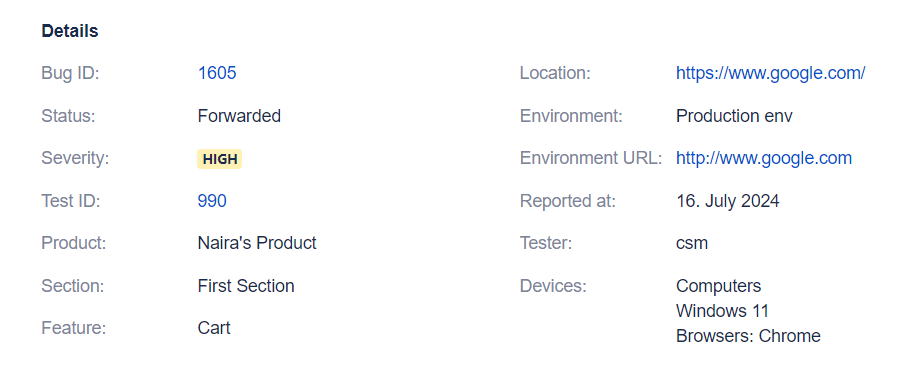 Details
Bug ID: 1605
Status: Forwarded
Severity: HIGH
Test ID: 990
Product: Naira's Product
Section: First Section
Feature: Cart
Location: https://www.google.com/
Environment: Production env
Environment URL: http://www.google.com
Reported at: 16. July 2024
Tester: csm
Devices: Computers
Windows 11
Browsers: Chrome